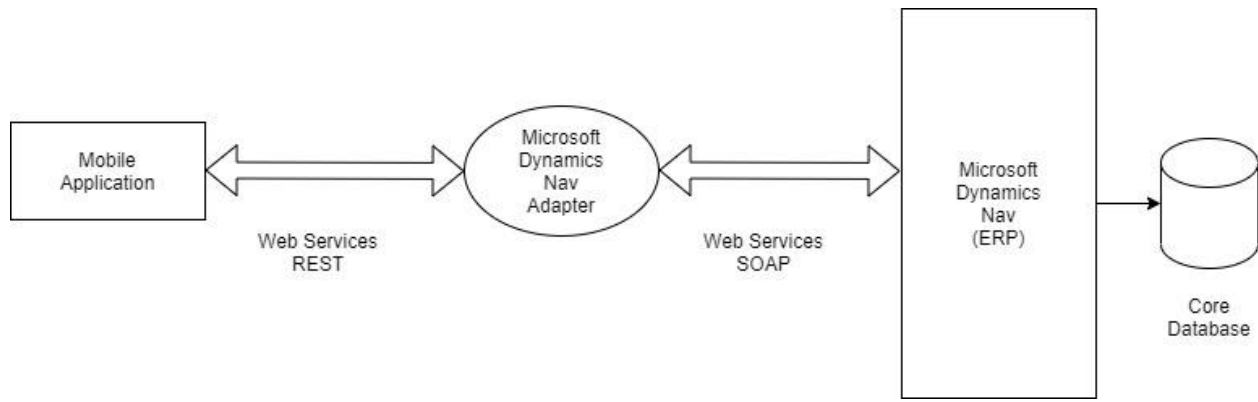 Mobile
Application
Web Services
REST
Microsoft
Dynamics
Nav
Adapter
Web Services
SOAP
Microsoft
Dynamics
Nav
(ERP)
Core
Database